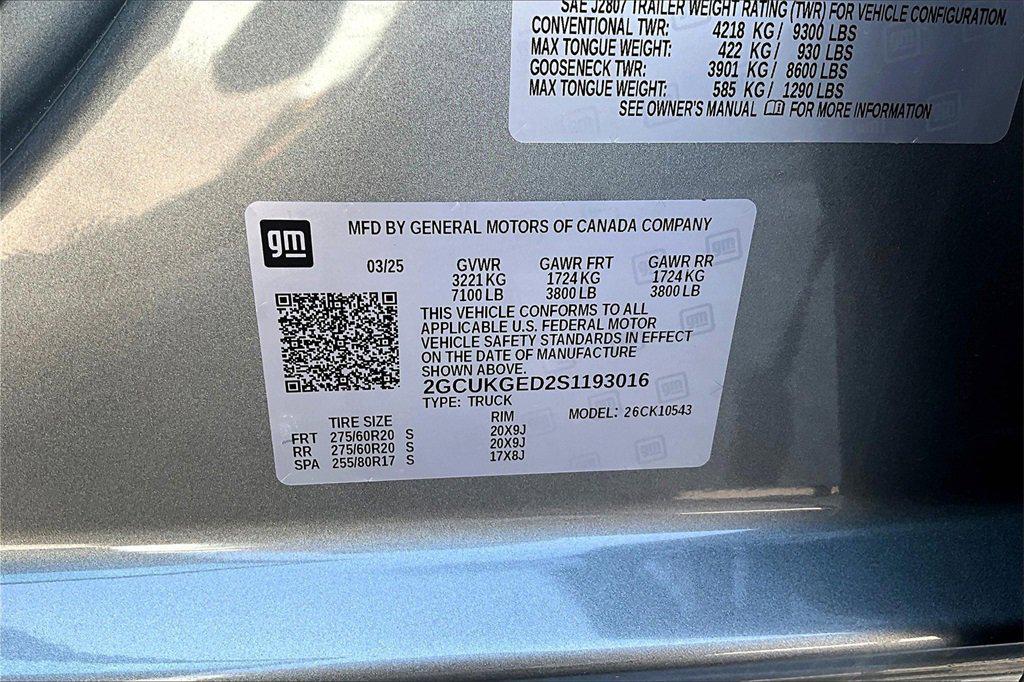 SAE J2807 TRAILER WEIGHT RATING (TWR) FOR VEHICLE CONFIGURATION.
CONVENTIONAL TWR: 4218 KG / 9300 LBS
MAX TONGUE WEIGHT: 422 KG / 930 LBS
GOOSENECK TWR: 3901 KG / 8600 LBS
MAX TONGUE WEIGHT: 585 KG / 1290 LBS
SEE OWNER'S MANUAL FOR MORE INFORMATION
gm
MFD BY GENERAL MOTORS OF CANADA COMPANY
03/25 GVWR GAWR FRT GAWR RR
3221 KG 1724 KG 1724 KG
7100 LB 3800 LB 3800 LB
THIS VEHICLE CONFORMS TO ALL
APPLICABLE U.S. FEDERAL MOTOR
VEHICLE SAFETY STANDARDS IN EFFECT
ON THE DATE OF MANUFACTURE
SHOWN ABOVE.
2GCUKGED2S1193016
TYPE: TRUCK MODEL: 26CK10543
TIRE SIZE RIM
FRT 275/60R20 S 20X9J
RR 275/60R20 S 20X9J
SPA 255/80R17 S 17X8J